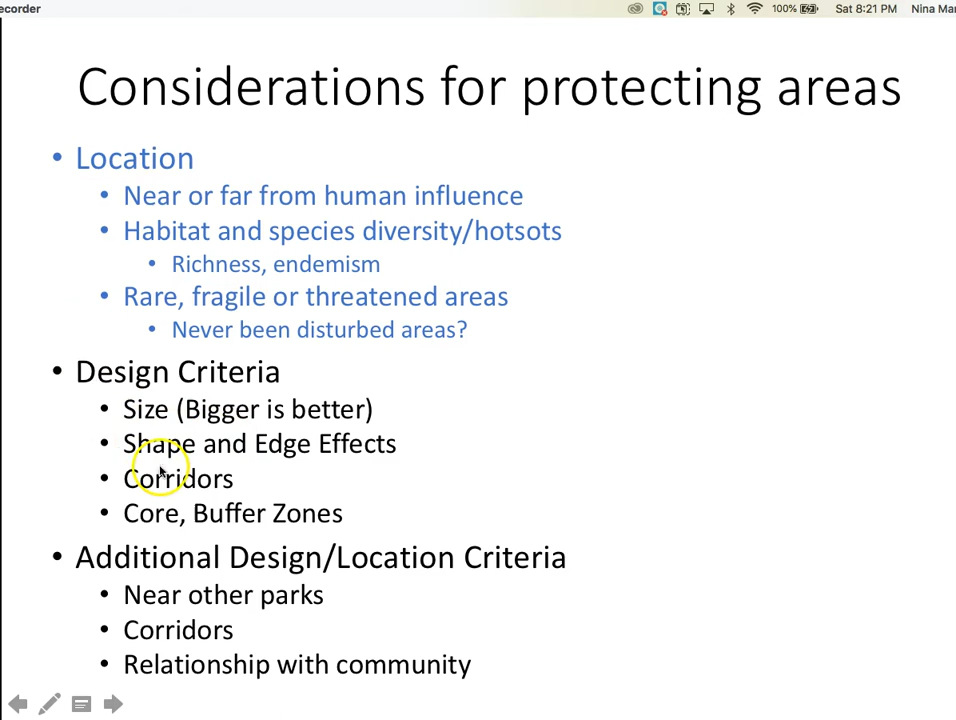 ecorder
100%
Sat 8:21 PM
Nina Mar
Considerations for protecting areas
• Location
• Near or far from human influence
• Habitat and species diversity/hotsots
• Richness, endemism
• Rare, fragile or threatened areas
• Never been disturbed areas?
• Design Criteria
• Size (Bigger is better)
• Shape and Edge Effects
• Corridors
• Core, Buffer Zones
• Additional Design/Location Criteria
• Near other parks
• Corridors
• Relationship with community